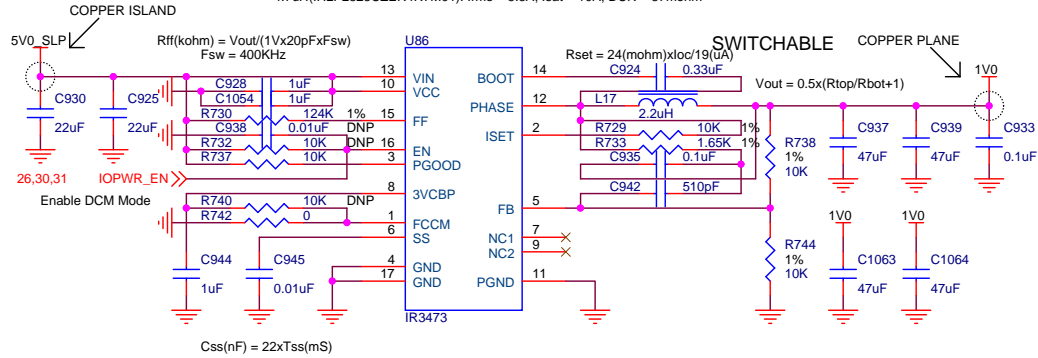 COPPER ISLAND
5V0_SLP
Rff(kohm) = Vout/(1Vx20pFxFsw)
Fsw = 400KHz
U86
Rset = 24(mohm)xIoc/19(uA)
SWITCHABLE
COPPER PLANE
1V0
Vout = 0.5x(Rtop/Rbot+1)
C930
22uF
C925
22uF
C928
1uF
C1054
1uF
R730
124K
1%
C938
0.01uF
DNP
R732
10K
DNP
R737
10K
26,30,31
IOPWR_EN
Enable DCM Mode
R740
10K
DNP
R742
0
C944
1uF
C945
0.01uF
Css(nF) = 22xTss(mS)
13
VIN
10
VCC
15
FF
16
EN
3
PGOOD
8
3VCBP
1
FCCM
6
SS
4
GND
17
GND
BOOT
14
PHASE
12
ISET
2
FB
5
NC1
7
NC2
9
PGND
11
IR3473
C924
0.33uF
L17
2.2uH
R729
10K
1%
R733
1.65K
1%
C935
0.1uF
C942
510pF
R738
1%
10K
R744
1%
10K
C937
47uF
C939
47uF
C933
0.1uF
1V0
C1063
47uF
1V0
C1064
47uF